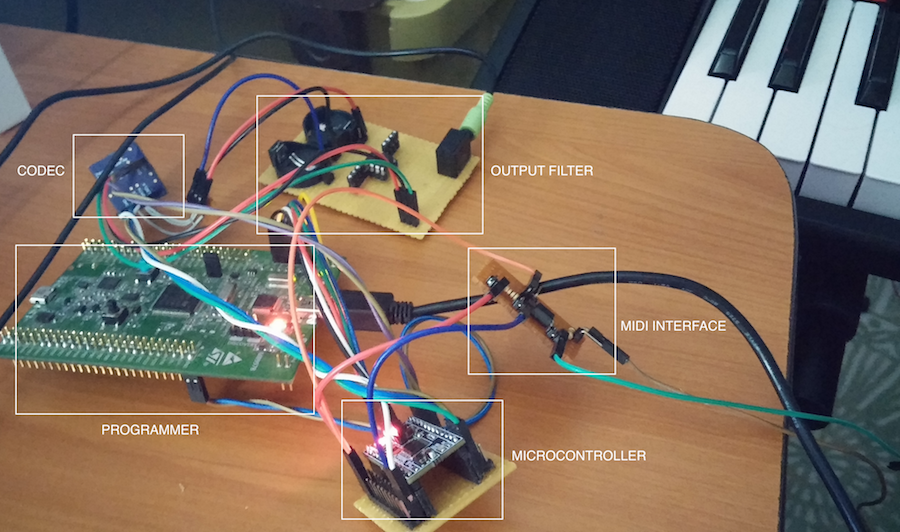 CODEC
OUTPUT FILTER
MIDI INTERFACE
PROGRAMMER
MICROCONTROLLER